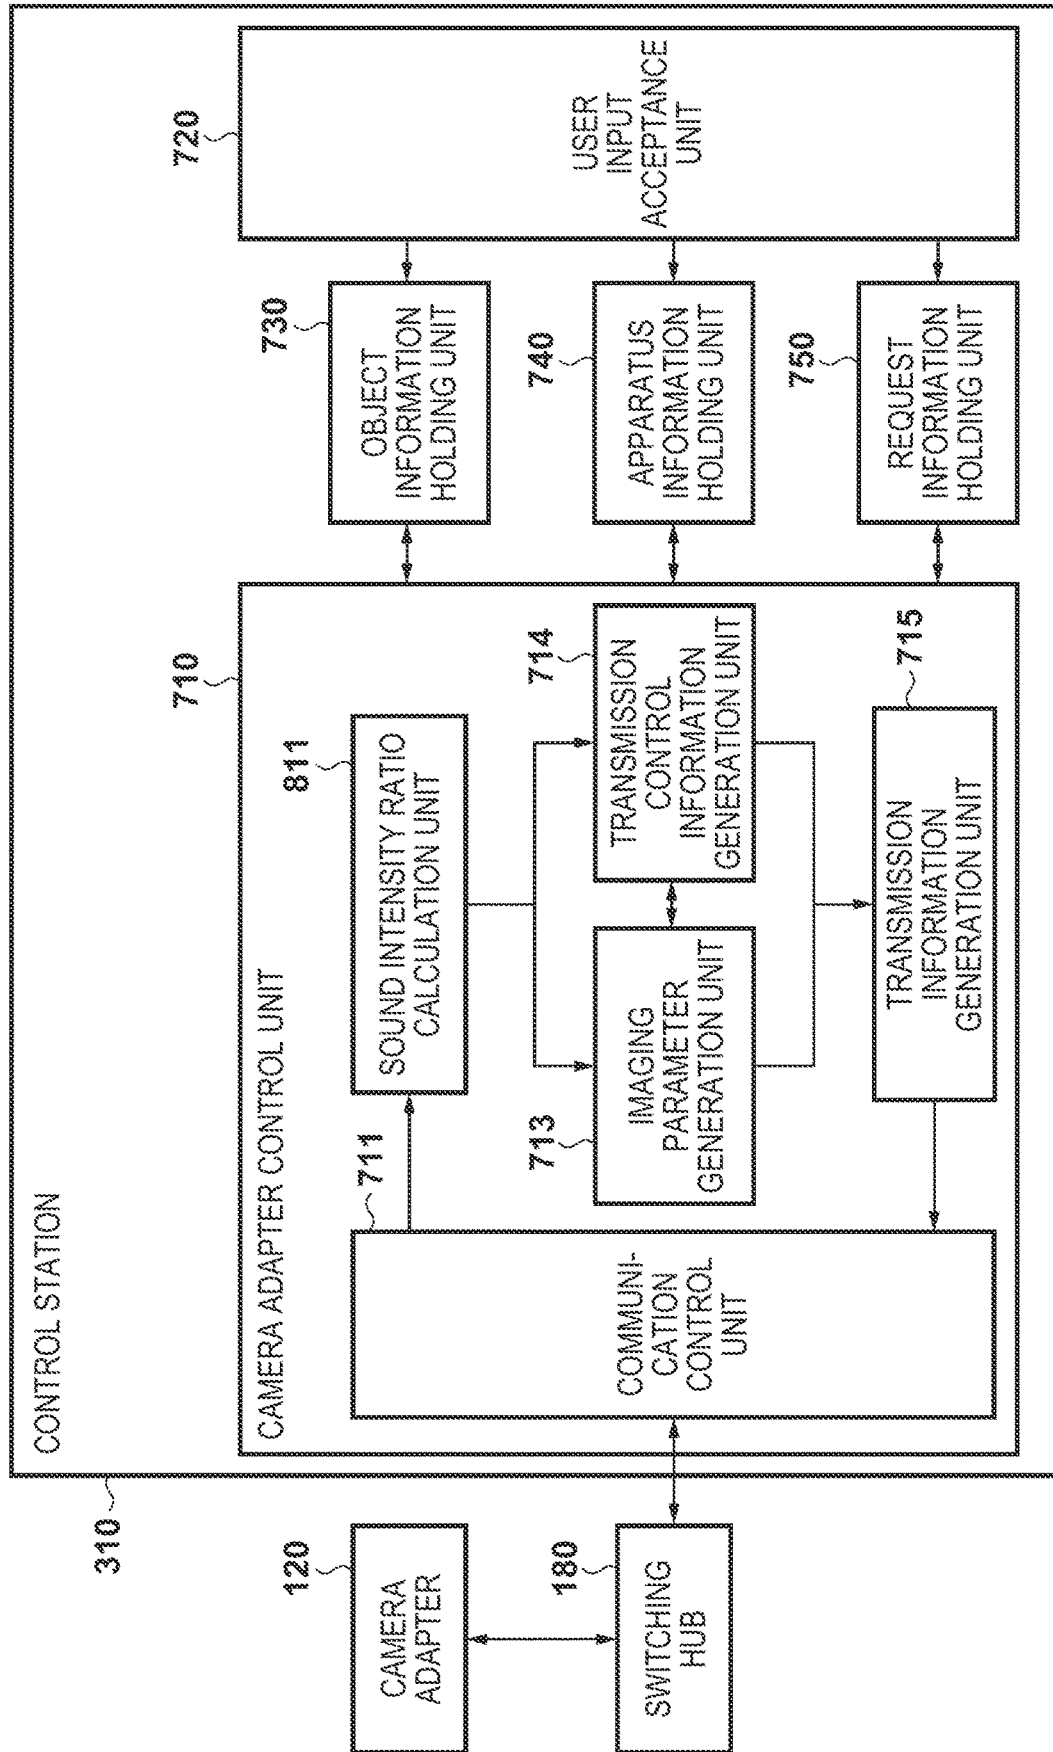 CONTROL STATION
310
CAMERA ADAPTER CONTROL UNIT
710
120
CAMERA
ADAPTER
180
SWITCHING
HUB
711
COMMUNI-
CATION
CONTROL
UNIT
811
SOUND INTENSITY RATIO
CALCULATION UNIT
713
IMAGING
PARAMETER
GENERATION UNIT
714
TRANSMISSION
CONTROL
INFORMATION
GENERATION UNIT
715
TRANSMISSION
INFORMATION
GENERATION UNIT
730
OBJECT
INFORMATION
HOLDING UNIT
740
APPARATUS
INFORMATION
HOLDING UNIT
750
REQUEST
INFORMATION
HOLDING UNIT
720
USER
INPUT
ACCEPTANCE
UNIT